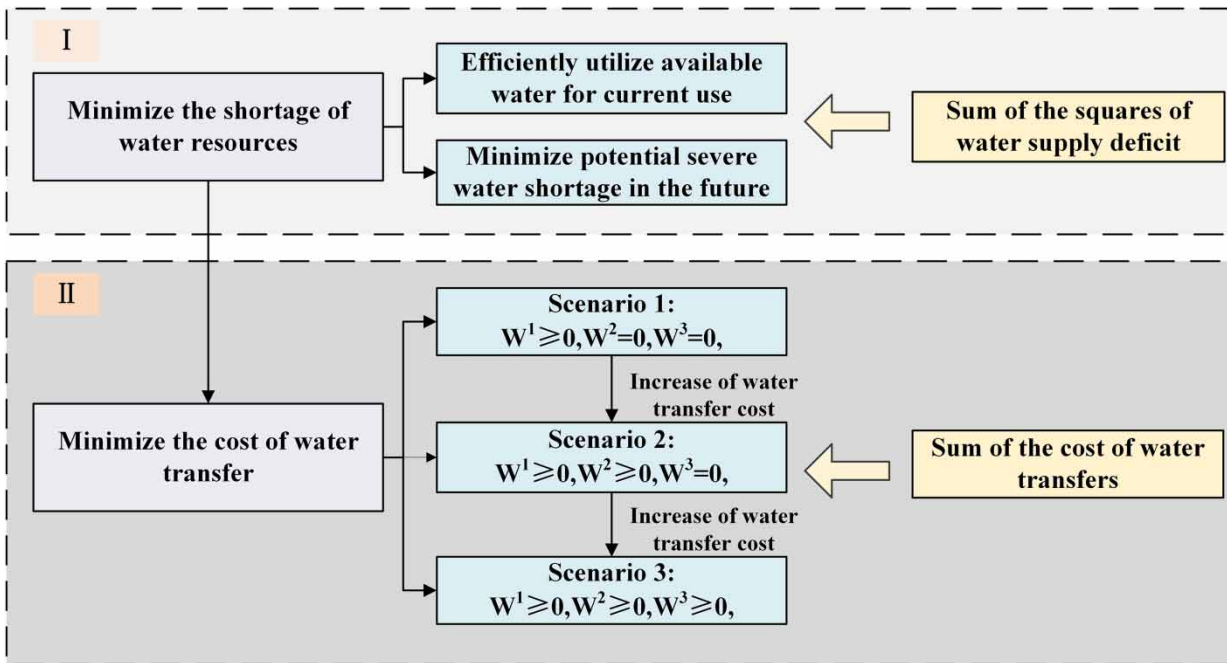 I
Minimize the shortage of
water resources
Efficiently utilize available
water for current use
Minimize potential severe
water shortage in the future
Sum of the squares of
water supply deficit
II
Minimize the cost of water
transfer
Scenario 1:
W¹≥0,W²=0,W³=0,
Increase of water
transfer cost
Scenario 2:
W¹≥0,W²≥0,W³=0,
Increase of water
transfer cost
Scenario 3:
W¹≥0,W²≥0,W³≥0,
Sum of the cost of water
transfers